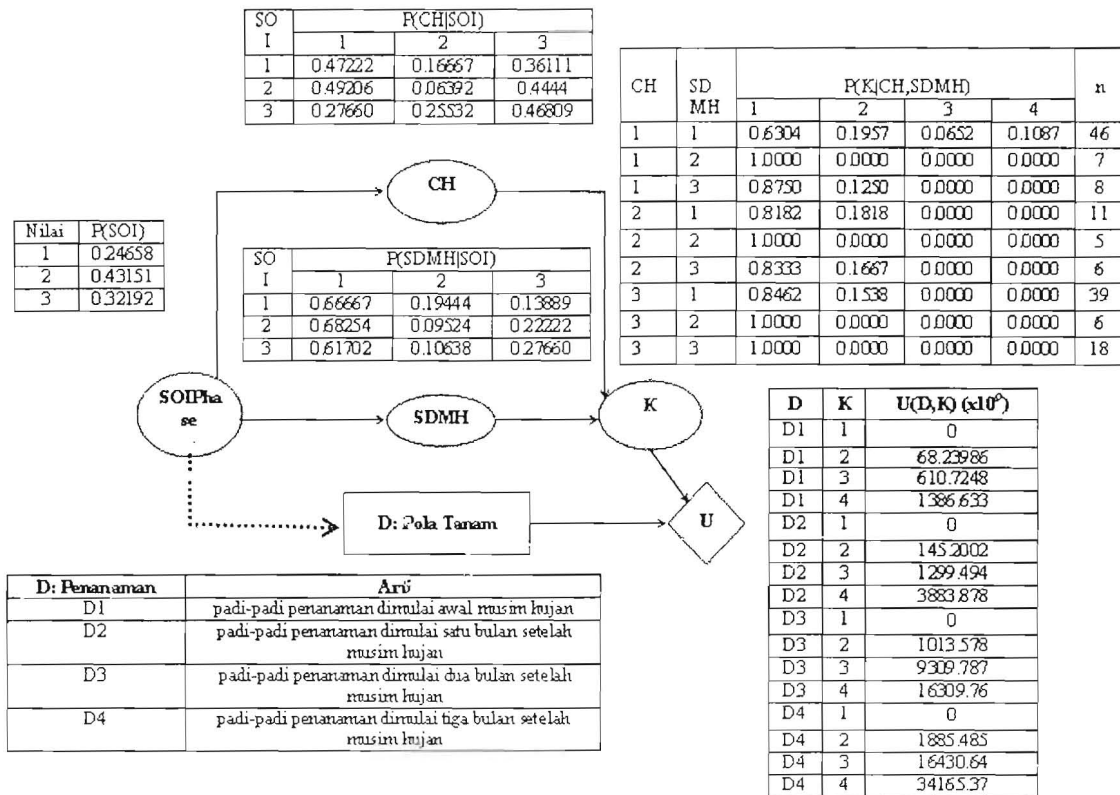 SO I P(CH|SOI)
1 2 3
1 0.47222 0.16667 0.36111
2 0.49206 0.06392 0.4444
3 0.27660 0.25532 0.46809
CH SD MH P(K|CH,SDMH) n
1 2 3 4
1 1 0.6304 0.1957 0.0652 0.1087 46
1 2 1.0000 0.0000 0.0000 0.0000 7
1 3 0.8750 0.1250 0.0000 0.0000 8
2 1 0.8182 0.1818 0.0000 0.0000 11
2 2 1.0000 0.0000 0.0000 0.0000 5
2 3 0.8333 0.1667 0.0000 0.0000 6
3 1 0.8462 0.1538 0.0000 0.0000 39
3 2 1.0000 0.0000 0.0000 0.0000 6
3 3 1.0000 0.0000 0.0000 0.0000 18
CH
Nilai P(SOI)
1 0.24658
2 0.43151
3 0.32192
SO I P(SDMH|SOI)
1 2 3
1 0.66667 0.19444 0.13889
2 0.68254 0.09524 0.22222
3 0.61702 0.10638 0.27660
SOIPha
se
SDMH
K
D: Pola Tanam
U
D K U(D,K) (x10⁶)
D1 1 0
D1 2 68.23986
D1 3 610.7248
D1 4 1386.633
D2 1 0
D2 2 145.2002
D2 3 1299.494
D2 4 3883.878
D3 1 0
D3 2 1013.578
D3 3 9309.787
D3 4 16309.76
D4 1 0
D4 2 1885.485
D4 3 16430.64
D4 4 34165.37
D: Penanaman Arti
D1 padi-padi penanaman dimulai awal musim hujan
D2 padi-padi penanaman dimulai satu bulan setelah
musim hujan
D3 padi-padi penanaman dimulai dua bulan setelah
musim hujan
D4 padi-padi penanaman dimulai tiga bulan setelah
musim hujan